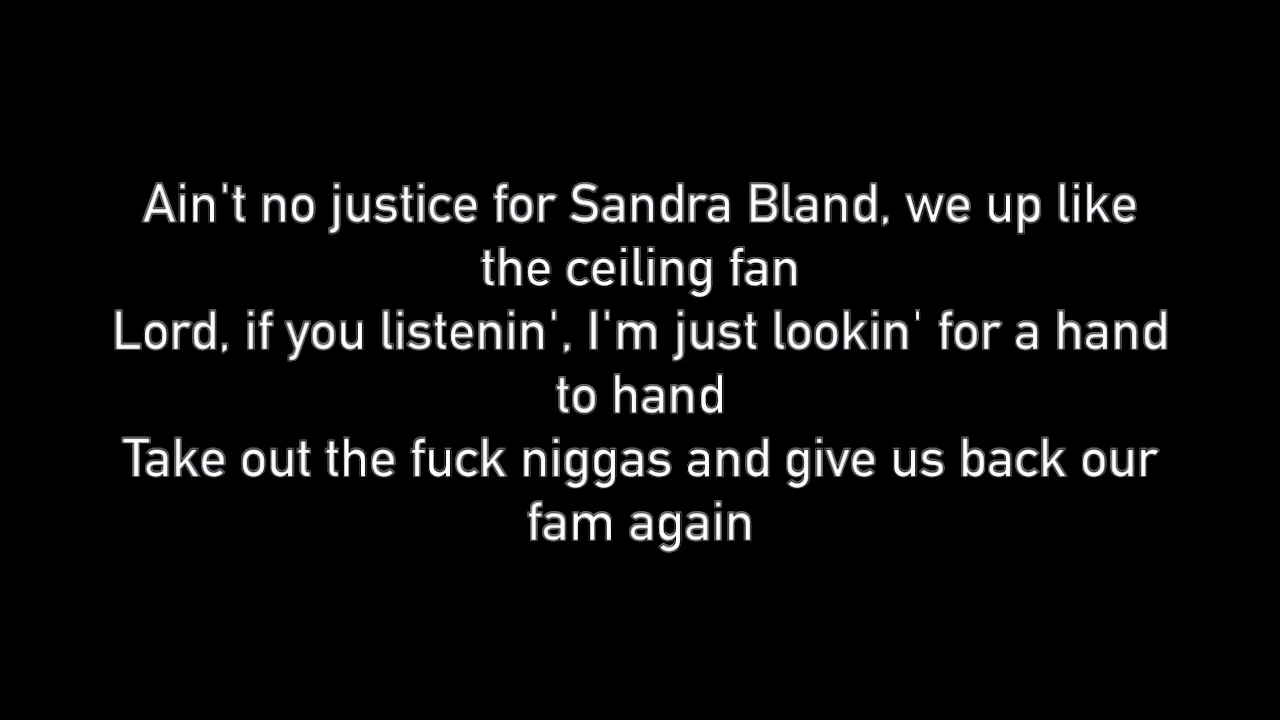 Ain't no justice for Sandra Bland, we up like
the ceiling fan
Lord, if you listenin', I'm just lookin' for a hand
to hand
Take out the fuck niggas and give us back our
fam again